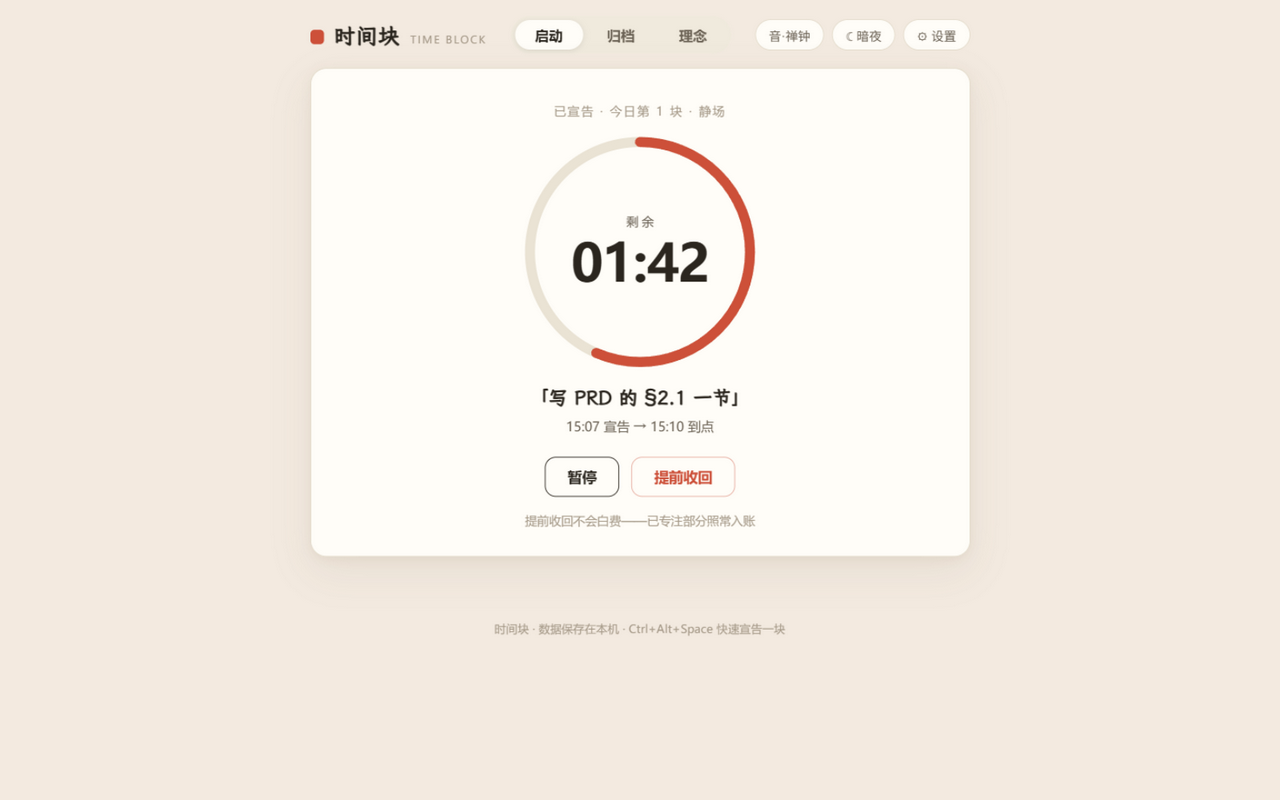 时间块 TIME BLOCK 启动 归档 理念 音·禅钟 ☾暗夜 ⚙ 设置
已宣告 · 今日第 1 块 · 静场
剩余
01:42
「写 PRD 的 §2.1 一节」
15:07 宣告 → 15:10 到点
暂停 提前收回
提前收回不会白费——已专注部分照常入账
时间块 · 数据保存在本机 · Ctrl+Alt+Space 快速宣告一块